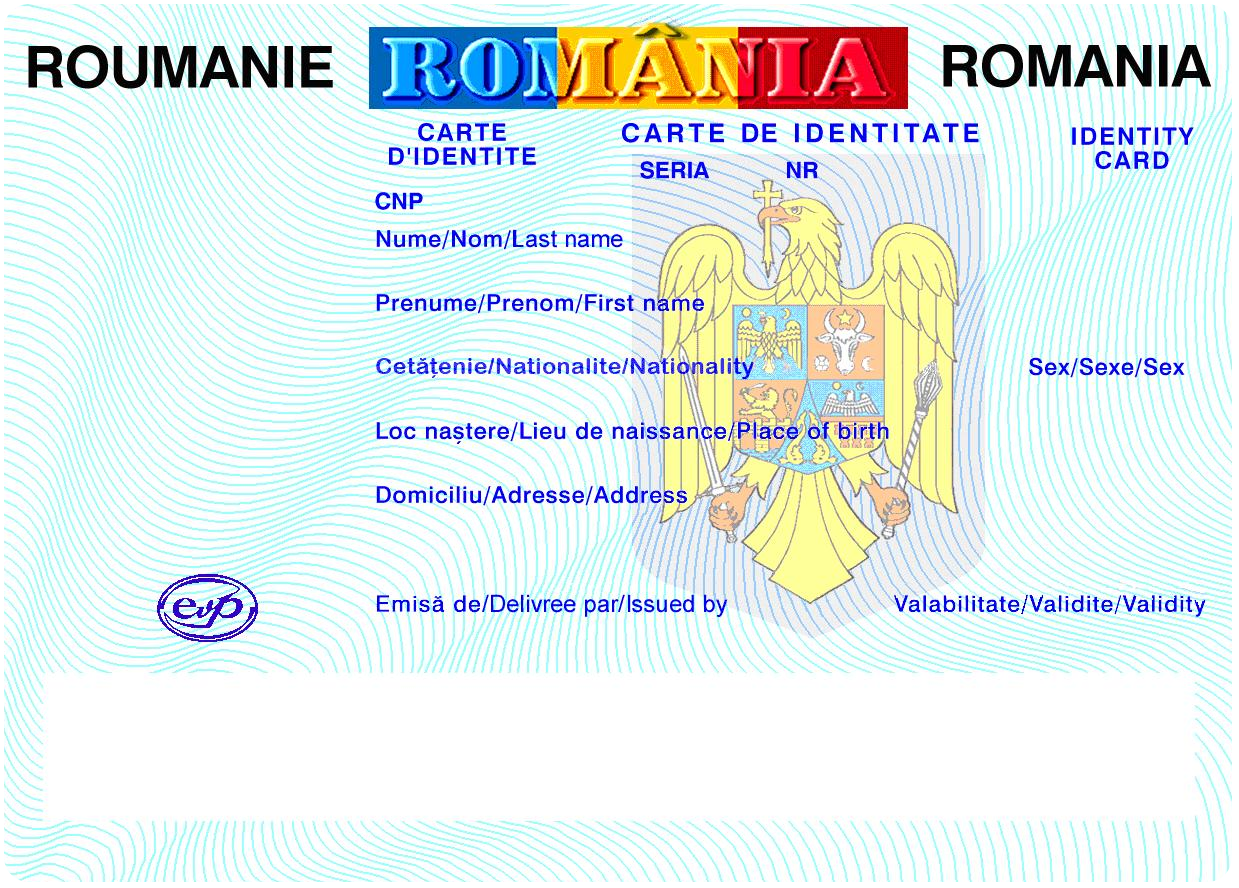 ROUMANIE ROMÂNIA ROMANIA
CARTE D'IDENTITE
CARTE DE IDENTITATE
IDENTITY CARD
SERIA NR
CNP
Nume/Nom/Last name
Prenume/Prenom/First name
Cetățenie/Nationalite/Nationality Sex/Sexe/Sex
Loc naștere/Lieu de naissance/Place of birth
Domiciliu/Adresse/Address
evp
Emisă de/Delivree par/Issued by Valabilitate/Validite/Validity